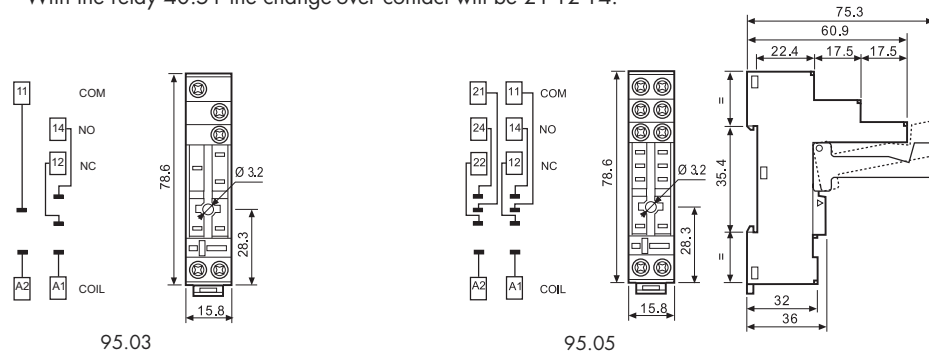 With the relay 40.31 the change over contact will be 21-12-14.
11
COM
14
NO
12
NC
A2
A1
COIL
78.6
Ø 3.2
28.3
15.8
95.03
21
11
COM
24
14
NO
22
12
NC
A2
A1
COIL
78.6
Ø 3.2
28.3
15.8
95.05
75.3
60.9
22.4
17.5
17.5
=
35.4
=
32
36